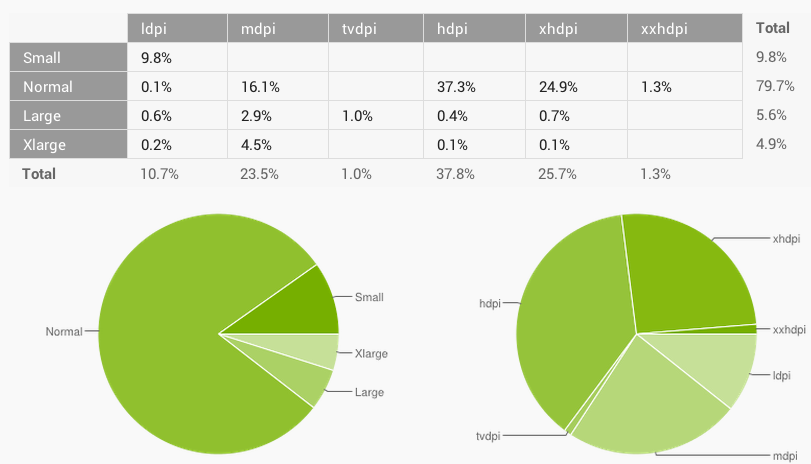 ldpi mdpi tvdpi hdpi xhdpi xxhdpi Total
Small 9.8% 9.8%
Normal 0.1% 16.1% 37.3% 24.9% 1.3% 79.7%
Large 0.6% 2.9% 1.0% 0.4% 0.7% 5.6%
Xlarge 0.2% 4.5% 0.1% 0.1% 4.9%
Total 10.7% 23.5% 1.0% 37.8% 25.7% 1.3%
Normal
Small
Xlarge
Large
xhdpi
hdpi
xxhdpi
ldpi
tvdpi
mdpi